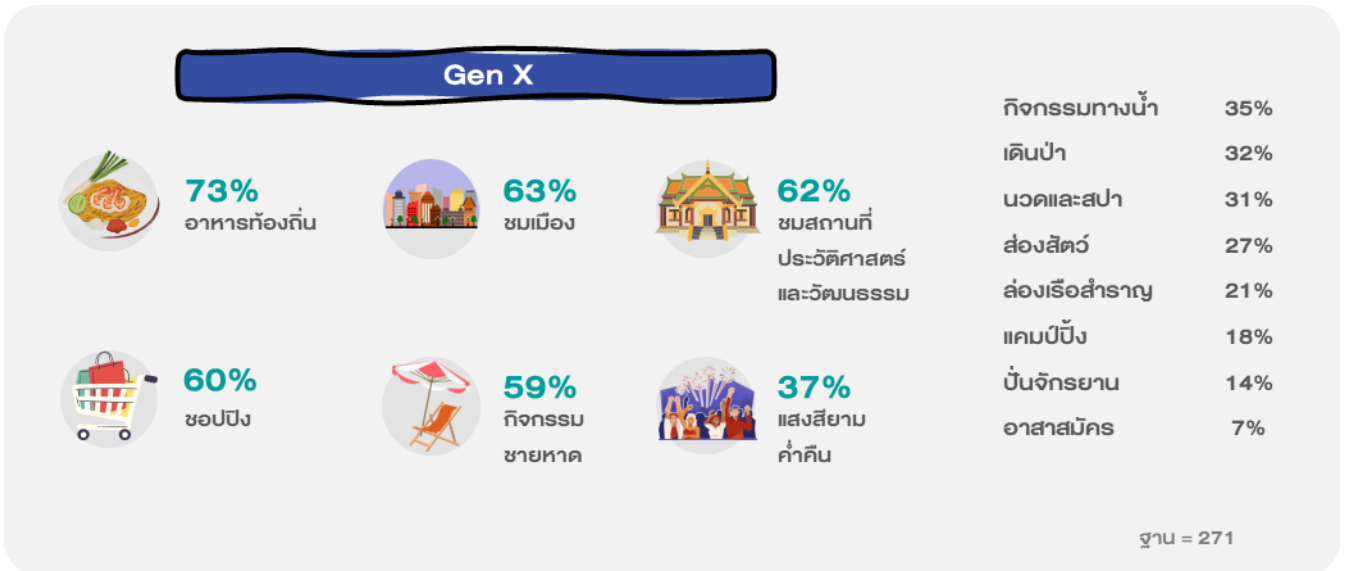 Gen X
73%
อาหารท้องถิ่น
63%
ชมเมือง
62%
ชมสถานที่
ประวัติศาสตร์
และวัฒนธรรม
60%
ชอปปิง
59%
กิจกรรม
ชายหาด
37%
แสงสียาม
ค่ำคืน
กิจกรรมทางน้ำ 35%
เดินป่า 32%
นวดและสปา 31%
ส่องสัตว์ 27%
ล่องเรือสำราญ 21%
แคมป์ปิ้ง 18%
ปั่นจักรยาน 14%
อาสาสมัคร 7%
ฐาน = 271